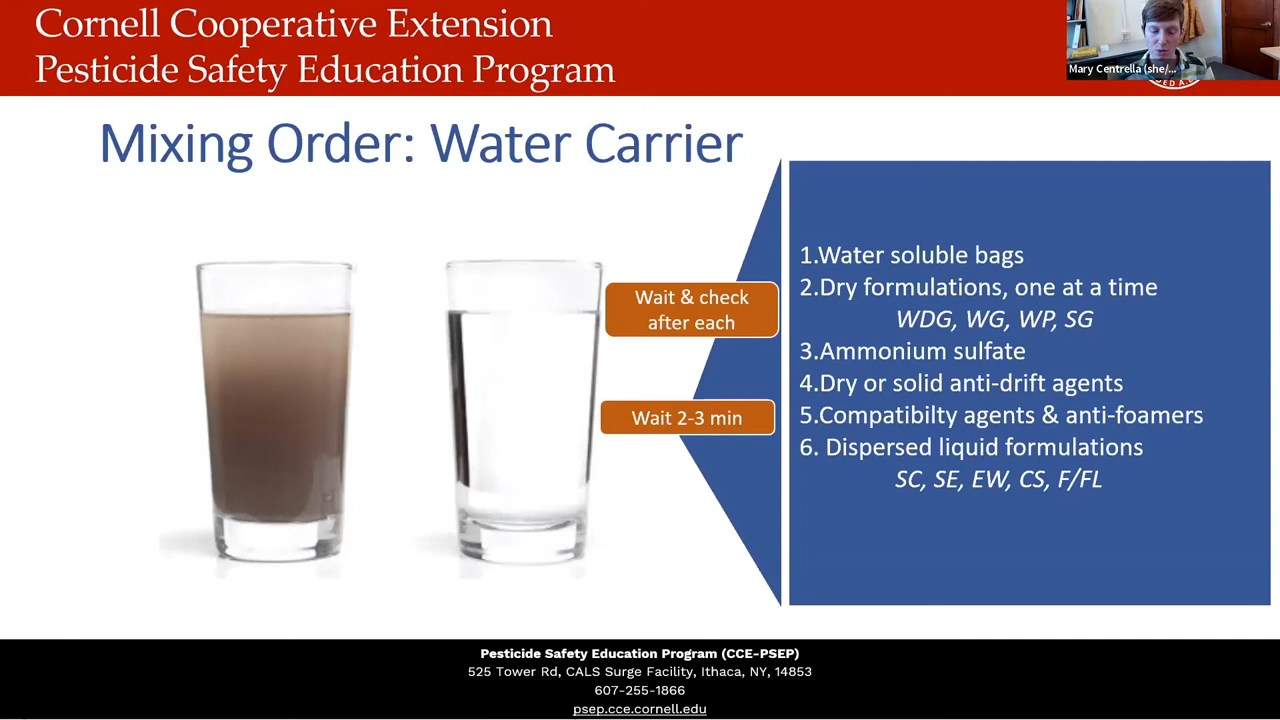 Cornell Cooperative Extension
Pesticide Safety Education Program
Mary Centrella (she/...
Mixing Order: Water Carrier
Wait & check
after each
Wait 2-3 min
1.Water soluble bags
2.Dry formulations, one at a time
WDG, WG, WP, SG
3.Ammonium sulfate
4.Dry or solid anti-drift agents
5.Compatibilty agents & anti-foamers
6. Dispersed liquid formulations
SC, SE, EW, CS, F/FL
Pesticide Safety Education Program (CCE-PSEP)
525 Tower Rd, CALS Surge Facility, Ithaca, NY, 14853
607-255-1866
psep.cce.cornell.edu